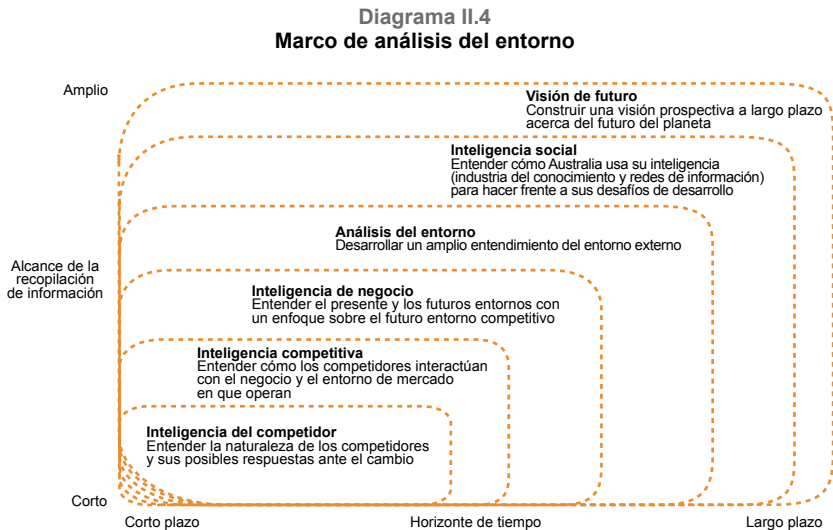 Diagrama II.4
Marco de análisis del entorno
Amplio
Visión de futuro
Construir una visión prospectiva a largo plazo
acerca del futuro del planeta
Inteligencia social
Entender cómo Australia usa su inteligencia
(industria del conocimiento y redes de información)
para hacer frente a sus desafíos de desarrollo
Análisis del entorno
Desarrollar un amplio entendimiento del entorno externo
Alcance de la
recopilación
de información
Inteligencia de negocio
Entender el presente y los futuros entornos con
un enfoque sobre el futuro entorno competitivo
Inteligencia competitiva
Entender cómo los competidores interactúan
con el negocio y el entorno de mercado
en que operan
Inteligencia del competidor
Entender la naturaleza de los competidores
y sus posibles respuestas ante el cambio
Corto
Corto plazo
Horizonte de tiempo
Largo plazo